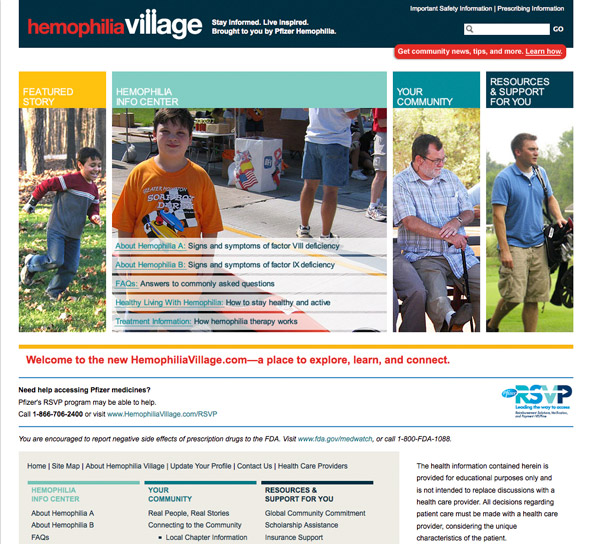 Important Safety Information | Prescribing Information
hemophiliavillage
Stay informed. Live inspired.
Brought to you by Pfizer Hemophilia.
GO
Get community news, tips, and more. Learn how.
FEATURED
STORY
HEMOPHILIA
INFO CENTER
YOUR
COMMUNITY
RESOURCES
& SUPPORT
FOR YOU
GREATER HOUSTON
SOAP BOX
DERBY
About Hemophilia A: Signs and symptoms of factor VIII deficiency
About Hemophilia B: Signs and symptoms of factor IX deficiency
FAQs: Answers to commonly asked questions
Healthy Living With Hemophilia: How to stay healthy and active
Treatment Information: How hemophilia therapy works
Welcome to the new HemophiliaVillage.com—a place to explore, learn, and connect.
Need help accessing Pfizer medicines?
Pfizer's RSVP program may be able to help.
Call 1-866-706-2400 or visit www.HemophiliaVillage.com/RSVP
Pfizer RSVP
Leading the way to access
Reimbursement Solutions, Verification,
and Payment HELPline
You are encouraged to report negative side effects of prescription drugs to the FDA. Visit www.fda.gov/medwatch, or call 1-800-FDA-1088.
Home | Site Map | About Hemophilia Village | Update Your Profile | Contact Us | Health Care Providers
HEMOPHILIA
INFO CENTER
About Hemophilia A
About Hemophilia B
FAQs
YOUR
COMMUNITY
Real People, Real Stories
Connecting to the Community
Local Chapter Information
RESOURCES &
SUPPORT FOR YOU
Global Community Commitment
Scholarship Assistance
Insurance Support
The health information contained herein is
provided for educational purposes only and
is not intended to replace discussions with a
health care provider. All decisions regarding
patient care must be made with a health care
provider, considering the unique
characteristics of the patient.